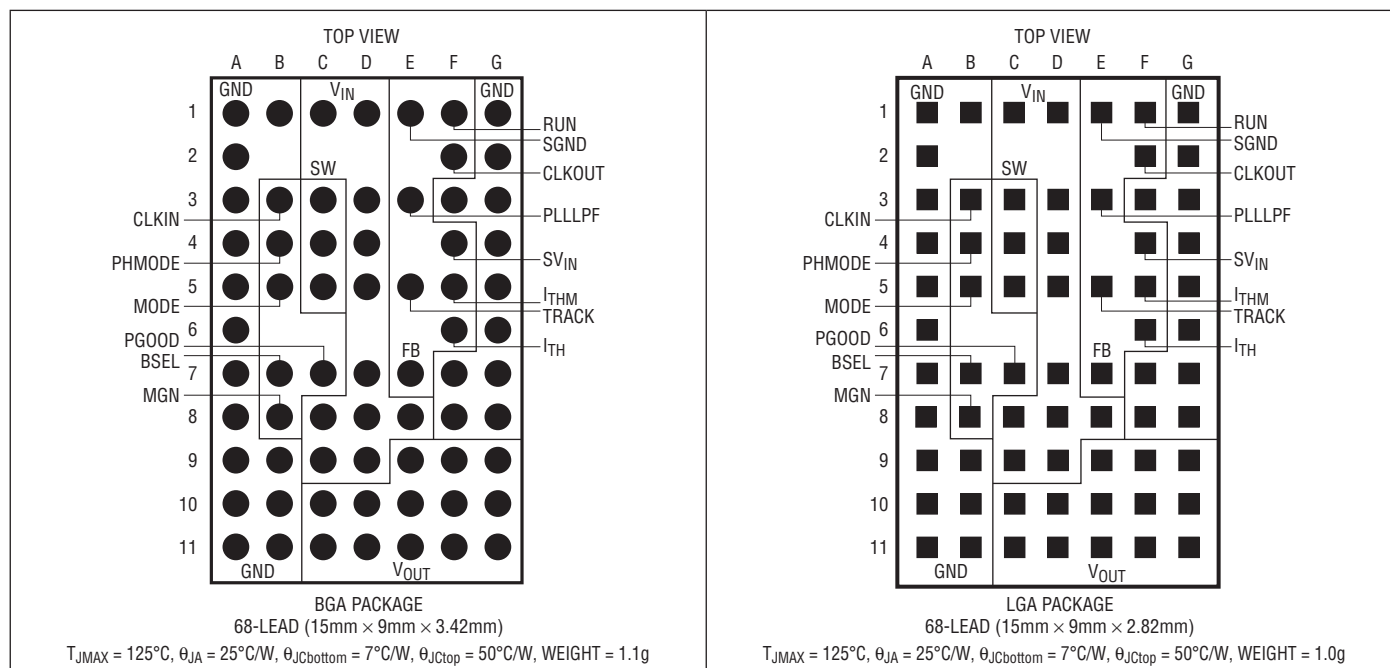 TOP VIEW
A B C D E F G
GND VIN GND
1
RUN
SGND
2
CLKOUT
SW
3
CLKIN
PLLLPF
4
PHMODE
SVIN
5
MODE
ITHM
TRACK
6
PGOOD
ITH
BSEL
FB
7
MGN
8
9
10
11
GND VOUT
BGA PACKAGE
68-LEAD (15mm × 9mm × 3.42mm)
TJMAX = 125°C, θJA = 25°C/W, θJCbottom = 7°C/W, θJCtop = 50°C/W, WEIGHT = 1.1g
TOP VIEW
A B C D E F G
GND VIN GND
1
RUN
SGND
2
CLKOUT
SW
3
CLKIN
PLLLPF
4
PHMODE
SVIN
5
MODE
ITHM
TRACK
6
PGOOD
ITH
BSEL
FB
7
MGN
8
9
10
11
GND VOUT
LGA PACKAGE
68-LEAD (15mm × 9mm × 2.82mm)
TJMAX = 125°C, θJA = 25°C/W, θJCbottom = 7°C/W, θJCtop = 50°C/W, WEIGHT = 1.0g